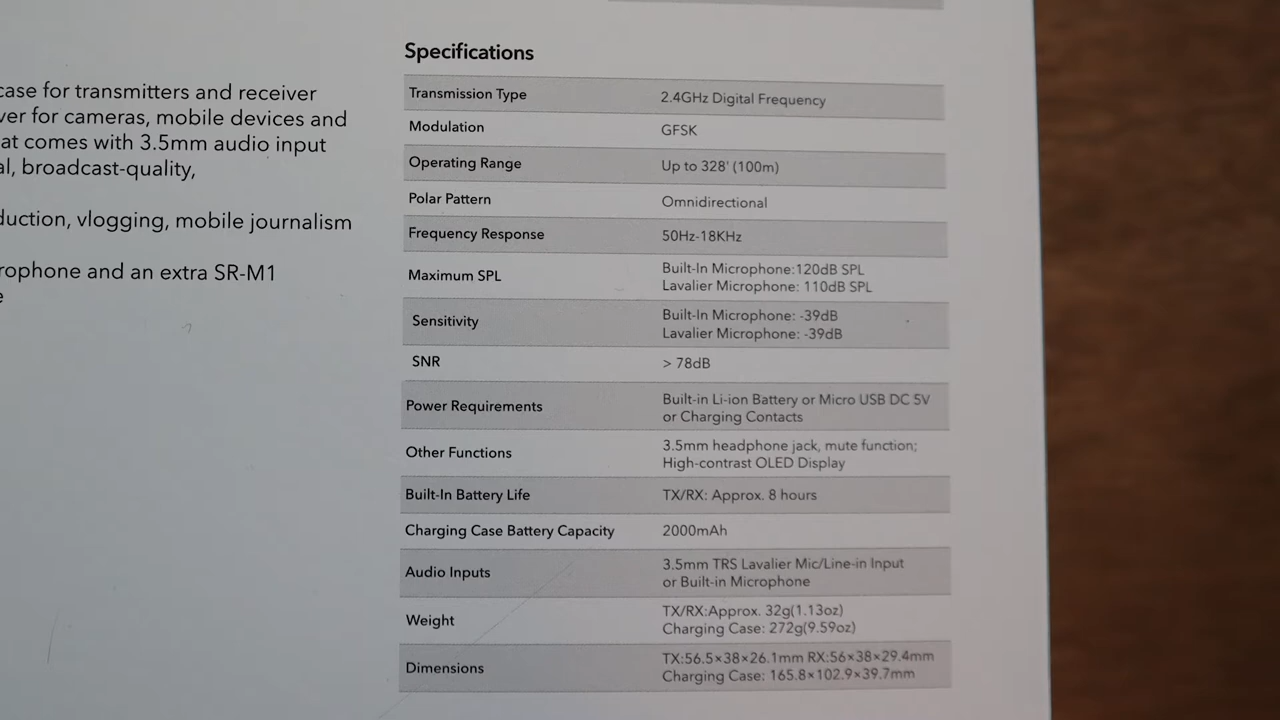 case for transmitters and receiver
ver for cameras, mobile devices and
at comes with 3.5mm audio input
al, broadcast-quality,
duction, vlogging, mobile journalism
rophone and an extra SR-M1
e
Specifications
Transmission Type 2.4GHz Digital Frequency
Modulation GFSK
Operating Range Up to 328' (100m)
Polar Pattern Omnidirectional
Frequency Response 50Hz-18KHz
Maximum SPL Built-In Microphone:120dB SPL
Lavalier Microphone: 110dB SPL
Sensitivity Built-In Microphone: -39dB
Lavalier Microphone: -39dB
SNR > 78dB
Power Requirements Built-in Li-ion Battery or Micro USB DC 5V
or Charging Contacts
Other Functions 3.5mm headphone jack, mute function;
High-contrast OLED Display
Built-In Battery Life TX/RX: Approx. 8 hours
Charging Case Battery Capacity 2000mAh
Audio Inputs 3.5mm TRS Lavalier Mic/Line-in Input
or Built-in Microphone
Weight TX/RX:Approx. 32g(1.13oz)
Charging Case: 272g(9.59oz)
Dimensions TX:56.5×38×26.1mm RX:56×38×29.4mm
Charging Case: 165.8×102.9×39.7mm